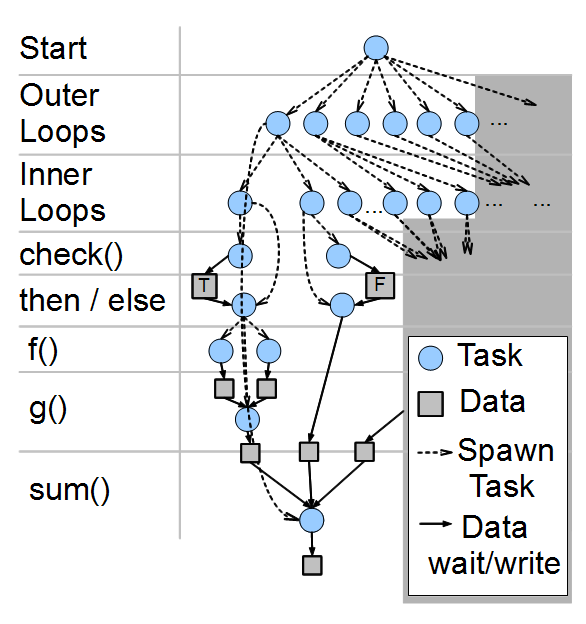 Start
Outer
Loops
...
Inner
Loops
...
...
...
check()
T
F
then / else
f()
g()
sum()
Task
Data
Spawn
Task
Data
wait/write